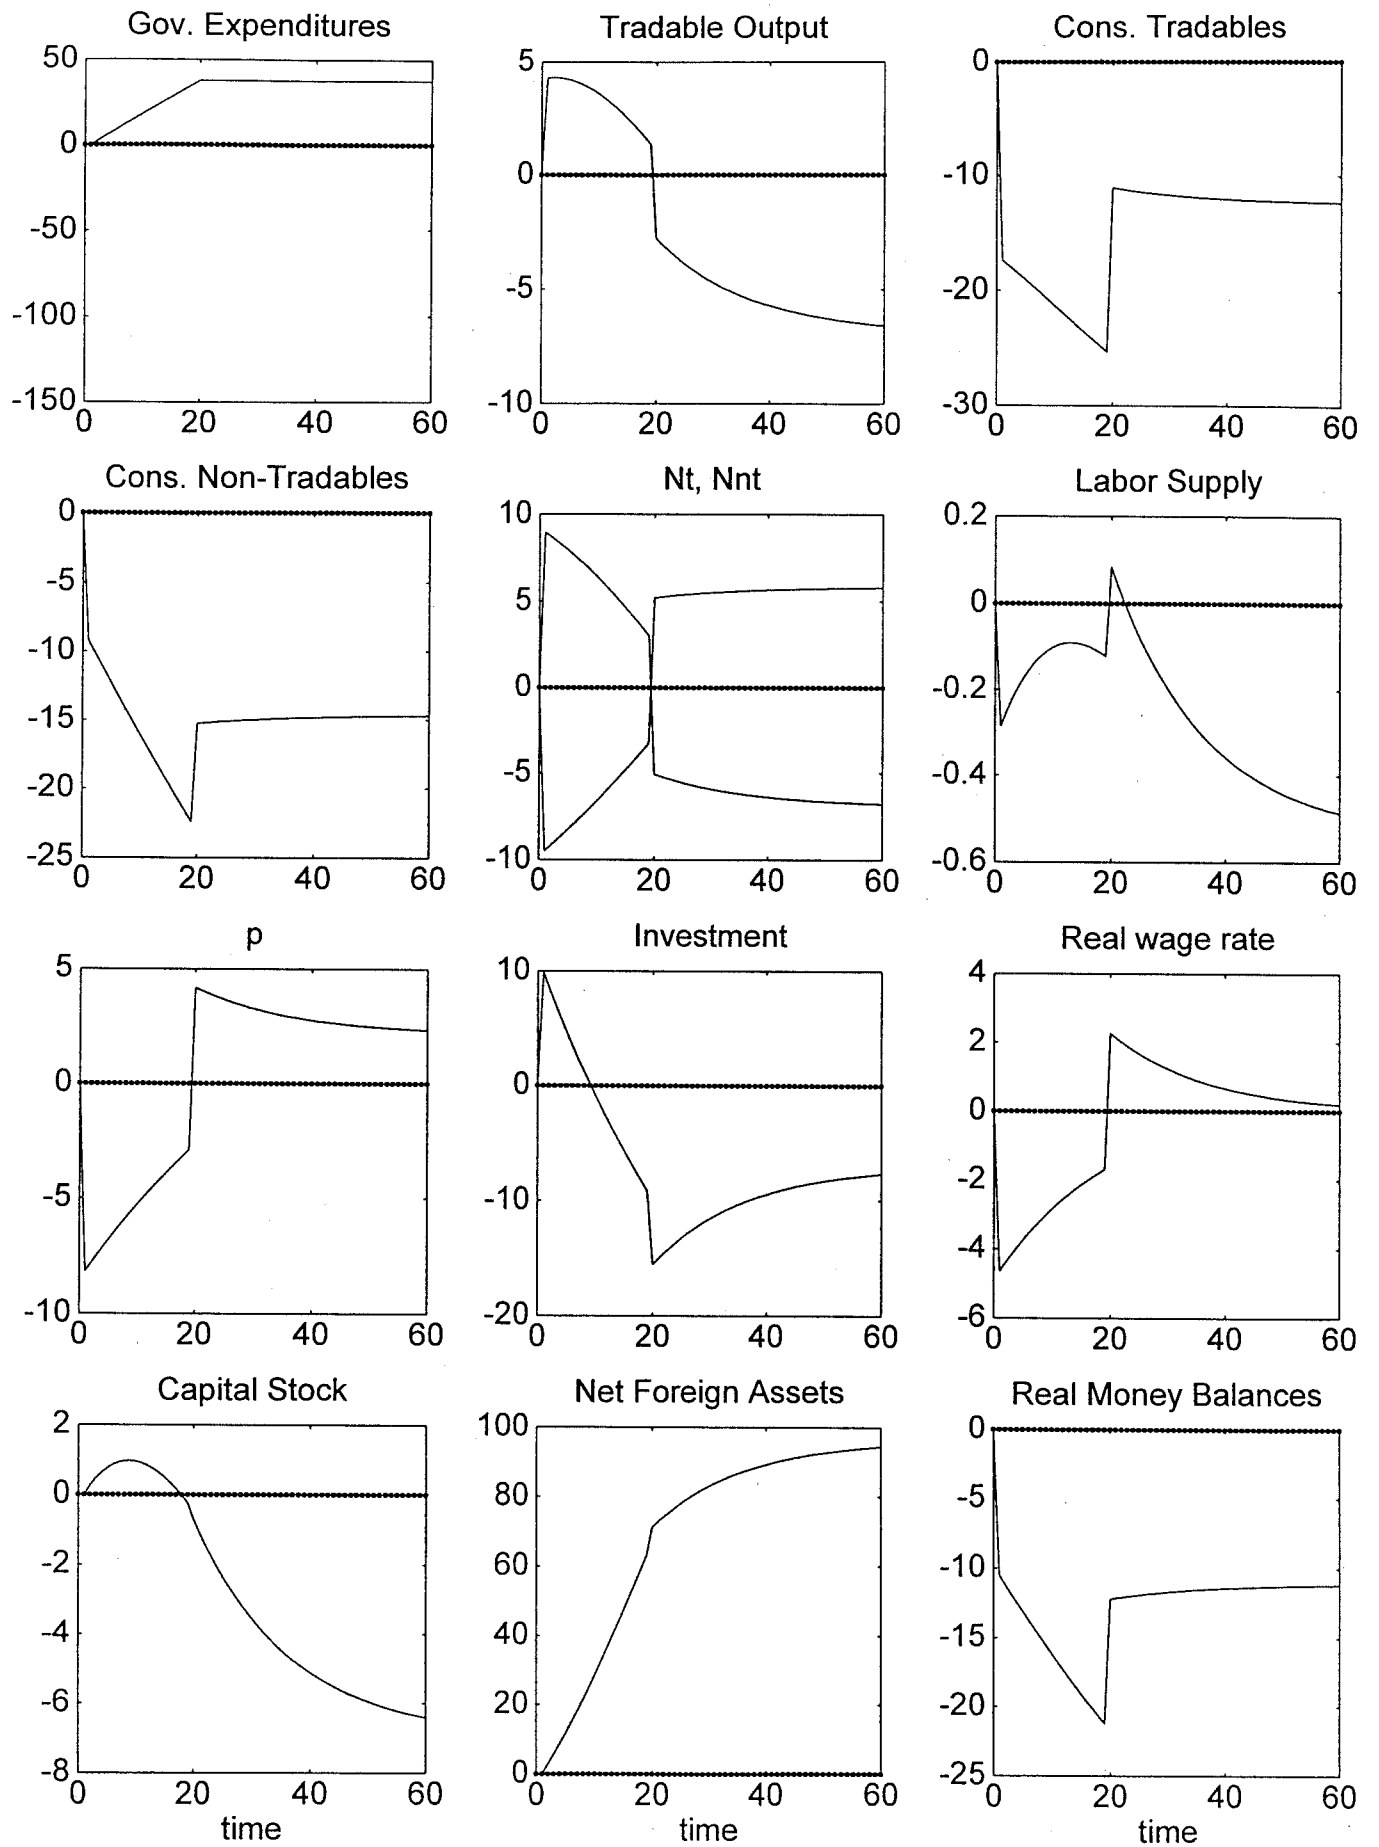 Gov. Expenditures
50
0
-50
-100
-150
0 20 40 60
Tradable Output
5
0
-5
-10
0 20 40 60
Cons. Tradables
0
-10
-20
-30
0 20 40 60
Cons. Non-Tradables
0
-5
-10
-15
-20
-25
0 20 40 60
Nt, Nnt
10
5
0
-5
-10
0 20 40 60
Labor Supply
0.2
0
-0.2
-0.4
-0.6
0 20 40 60
p
5
0
-5
-10
0 20 40 60
Investment
10
0
-10
-20
0 20 40 60
Real wage rate
4
2
0
-2
-4
-6
0 20 40 60
Capital Stock
2
0
-2
-4
-6
-8
0 20 40 60
time
Net Foreign Assets
100
80
60
40
20
0
0 20 40 60
time
Real Money Balances
0
-5
-10
-15
-20
-25
0 20 40 60
time